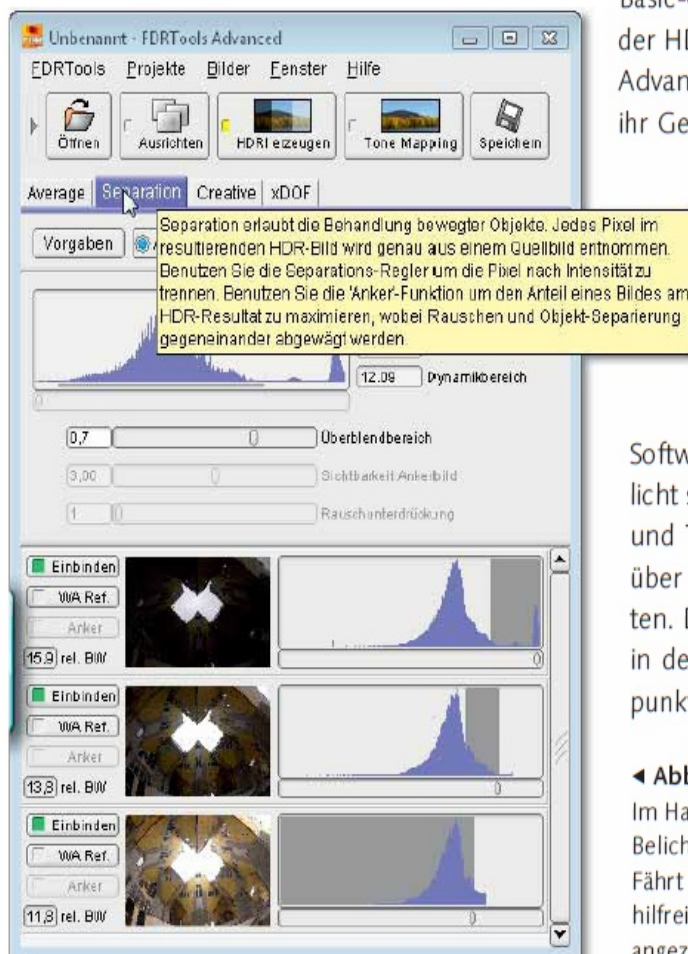 Unbenannt - FDRTools Advanced
FDRTools Projekte Bilder Fenster Hilfe
Öffnen Ausrichten HDRI erzeugen Tone Mapping Speichern
Average Separation Creative xDOF
Vorgaben
Separation erlaubt die Behandlung bewegter Objekte. Jedes Pixel im
resultierenden HDR-Bild wird genau aus einem Quellbild entnommen.
Benutzen Sie die Separations-Regler um die Pixel nach Intensität zu
trennen. Benutzen Sie die 'Anker'-Funktion um den Anteil eines Bildes am
HDR-Resultat zu maximieren, wobei Rauschen und Objekt-Separierung
gegeneinander abgewägt werden.
12.09 Dynamikbereich
0,7 Überblendbereich
3,00 Sichtbarkeit Ankerbild
1 Rauschunterdrückung
Einbinden
WA Ref.
Anker
15,9 rel. BW
Einbinden
WA Ref.
Anker
13,8 rel. BW
Einbinden
WA Ref.
Anker
11,8 rel. BW
der
Advan
ihr Ge
Softw
licht s
und
über
ten.
in de
punk
◄ Abb
Im Ha
Belich
Fährt
hilfrei